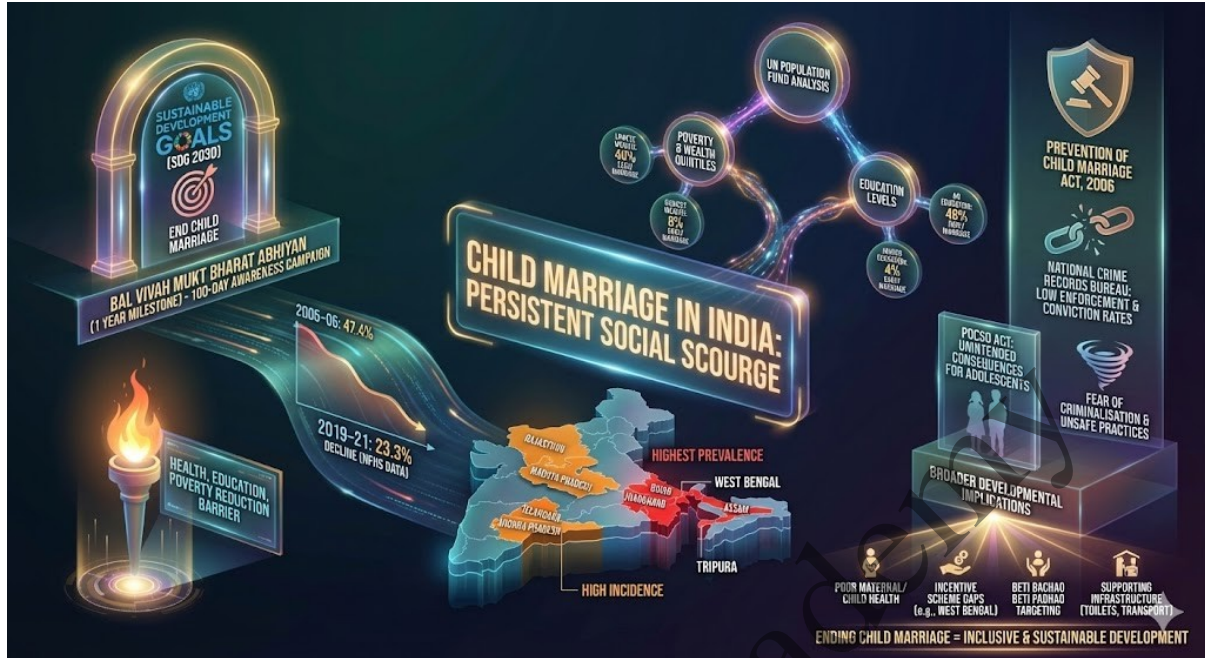 SUSTAINABLE
DEVELOPMENT
GOALS
(SDG 2030)
END CHILD
MARRIAGE
BAL VIVAH MUKT BHARAT ABHIYAN
(1 YEAR MILESTONE) - 100-DAY AWARENESS CAMPAIGN
HEALTH, EDUCATION,
POVERTY REDUCTION
BARRIER
2005-06: 47.4%
2019-21: 23.3%
DECLINE (NFHS DATA)
CHILD MARRIAGE IN INDIA:
PERSISTENT SOCIAL SCOURGE
UN POPULATION
FUND ANALYSIS
POVERTY
& WEALTH
QUINTILES
40%
8%
EDUCATION
LEVELS
48%
4%
HIGHEST PREVALENCE
WEST BENGAL
ASSAM
TRIPURA
HIGH INCIDENCE
PREVENTION OF
CHILD MARRIAGE
ACT, 2006
NATIONAL CRIME
RECORDS BUREAU:
LOW ENFORCEMENT &
CONVICTION RATES
POCSO ACT:
UNINTENDED
CONSEQUENCES
FOR ADOLESCENTS
FEAR OF
CRIMINALISATION &
UNSAFE PRACTICES
BROADER DEVELOPMENTAL
IMPLICATIONS
POOR MATERNAL/
CHILD HEALTH
INCENTIVE
SCHEME GAPS
(e.g., WEST BENGAL)
BETI BACHAO
BETI PADHAO
TARGETING
SUPPORTING
INFRASTRUCTURE
(TOILETS, TRANSPORT)
ENDING CHILD MARRIAGE = INCLUSIVE & SUSTAINABLE DEVELOPMENT